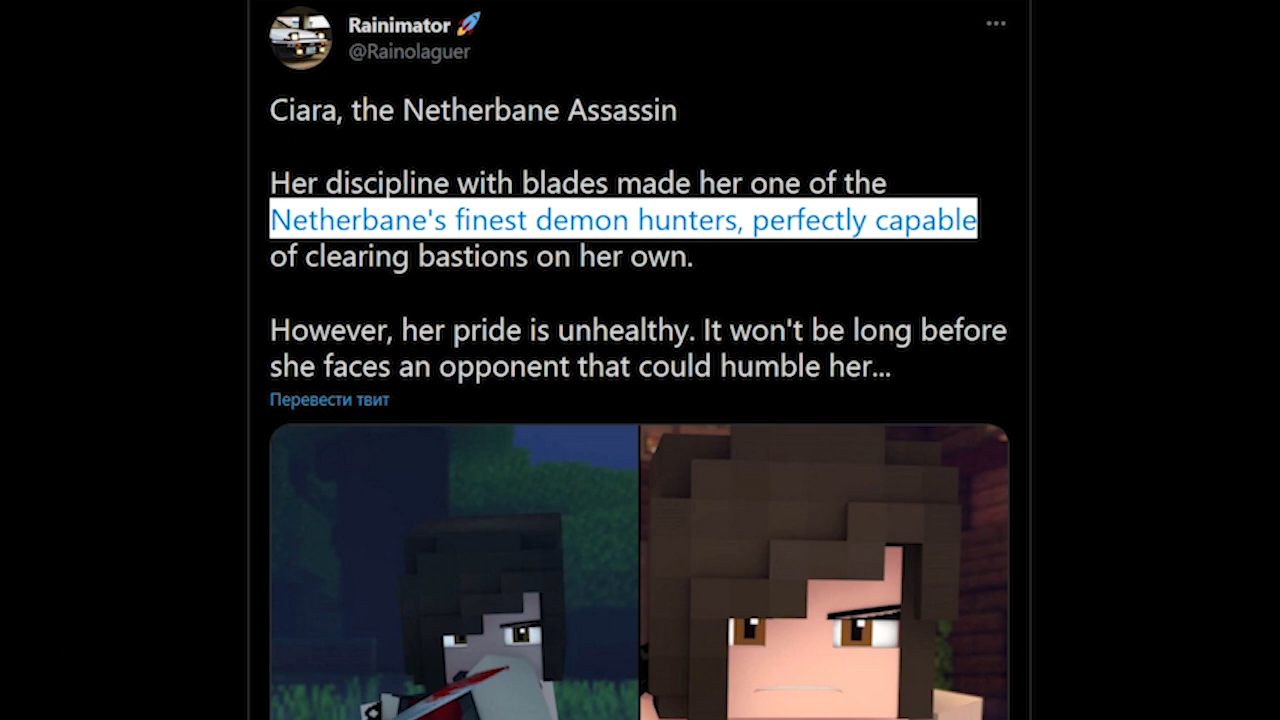 Rainimator 🚀
@Rainolaguer
Ciara, the Netherbane Assassin
Her discipline with blades made her one of the
Netherbane's finest demon hunters, perfectly capable
of clearing bastions on her own.
However, her pride is unhealthy. It won't be long before
she faces an opponent that could humble her...
Перевести твит